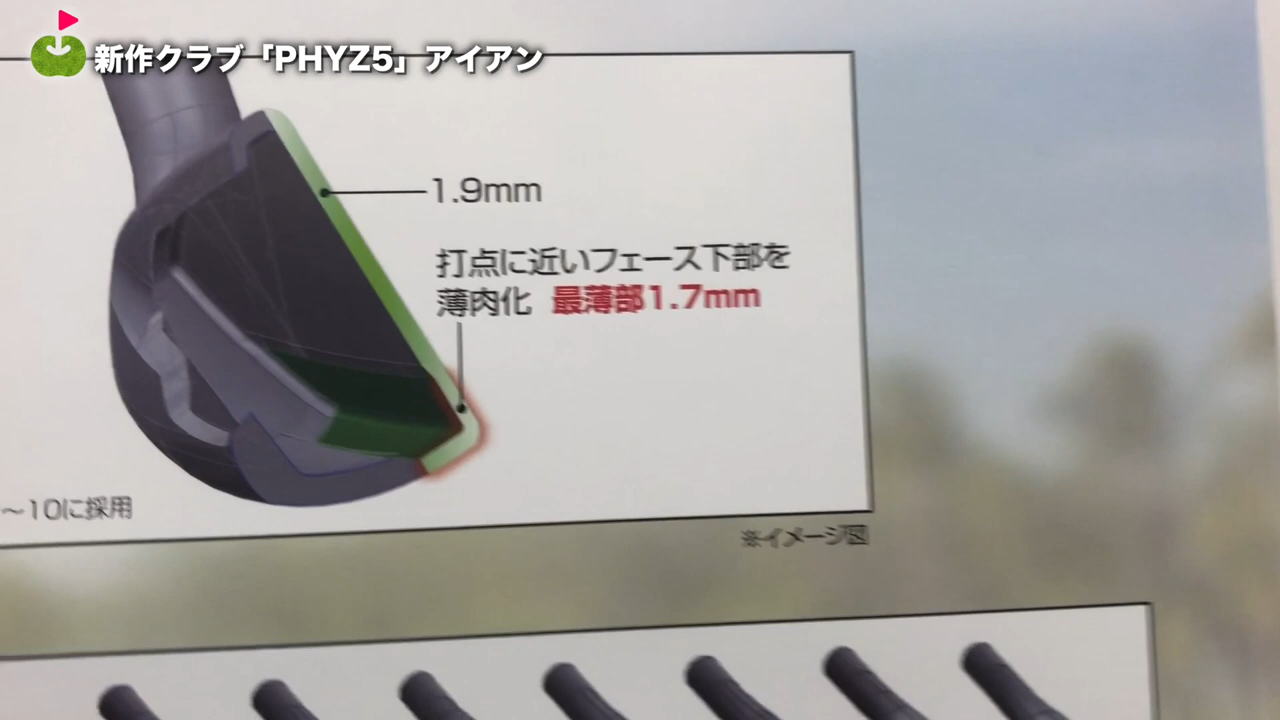 新作クラブ「PHYZ5」アイアン
1.9mm
打点に近いフェース下部を
薄肉化 最薄部1.7mm
～10に採用
※イメージ図